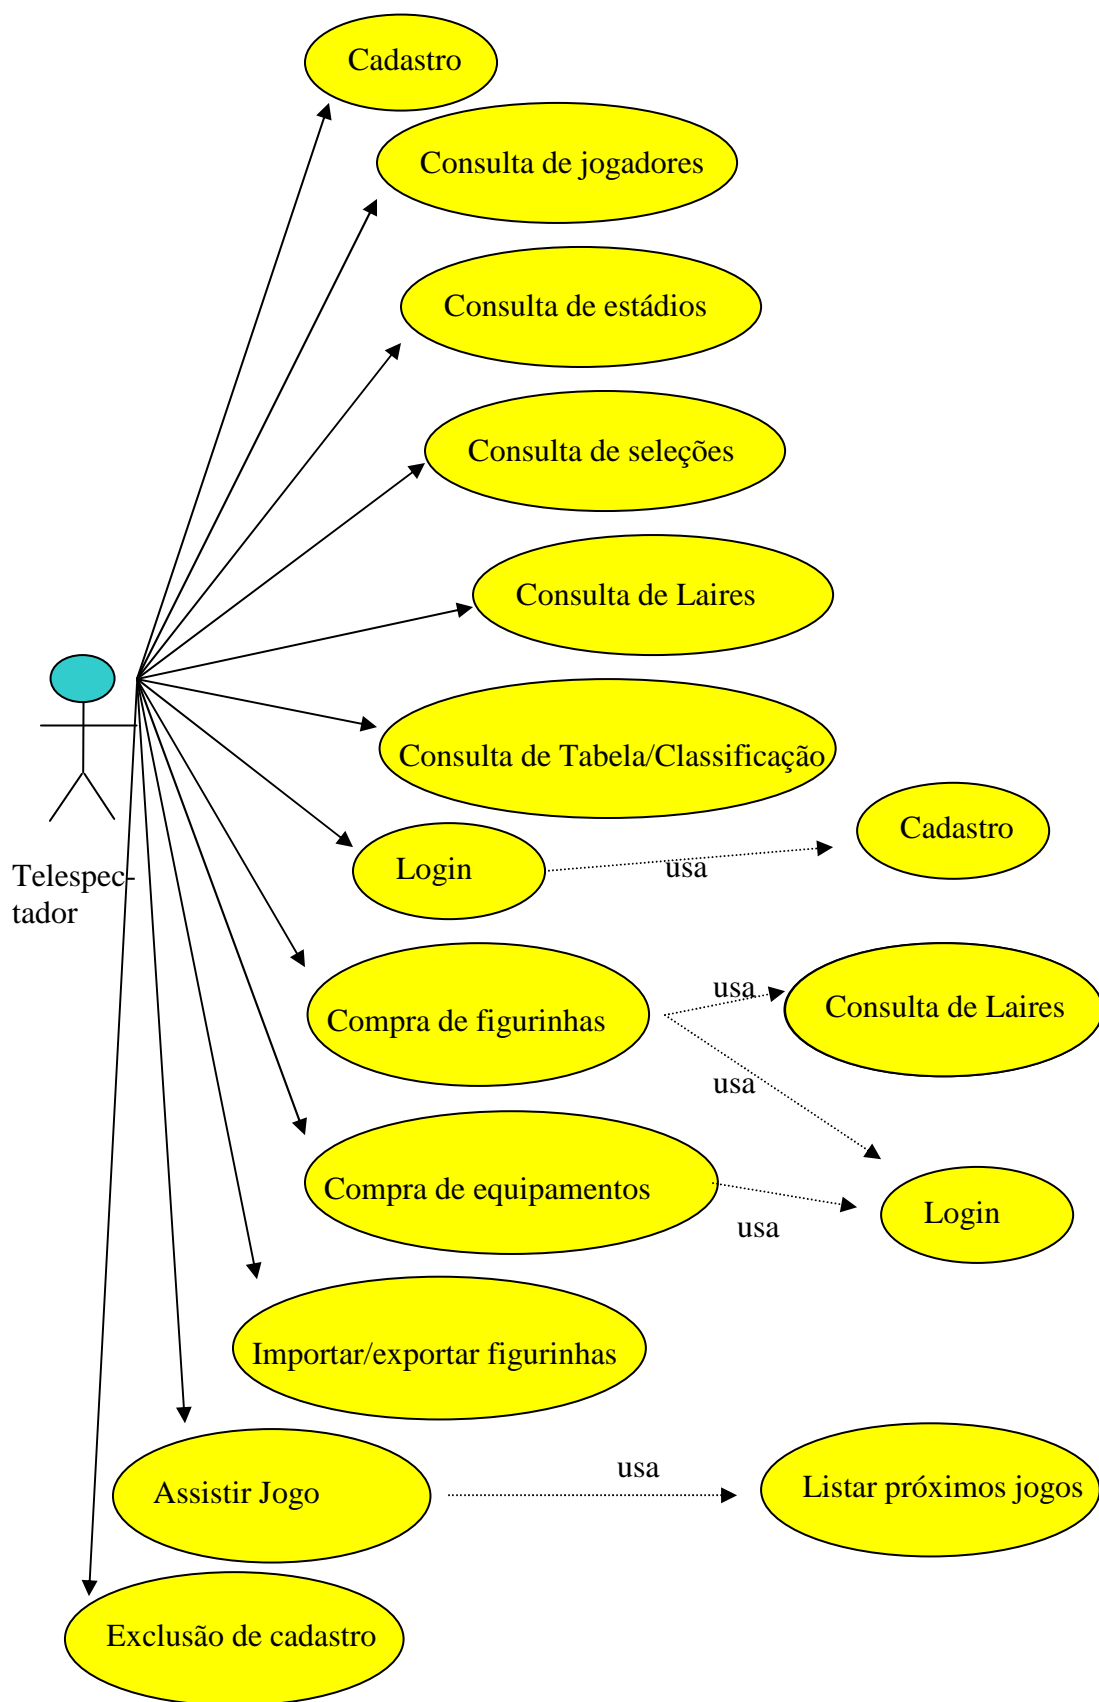 Cadastro
Consulta de jogadores
Consulta de estádios
Consulta de seleções
Consulta de Laires
Consulta de Tabela/Classificação
Cadastro
Login
usa
Telespec-
tador
usa
Consulta de Laires
Compra de figurinhas
usa
Compra de equipamentos
Login
usa
Importar/exportar figurinhas
usa
Assistir Jogo
Listar próximos jogos
Exclusão de cadastro